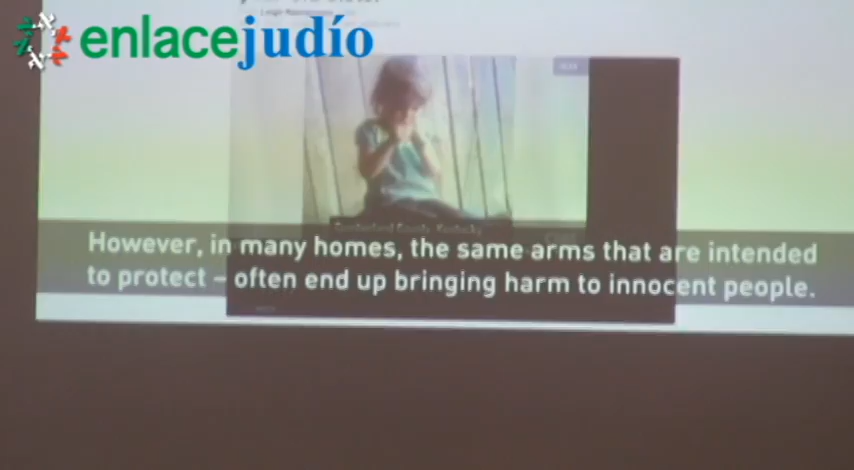 enlacejudío
However, in many homes, the same arms that are intended
to protect – often end up bringing harm to innocent people.